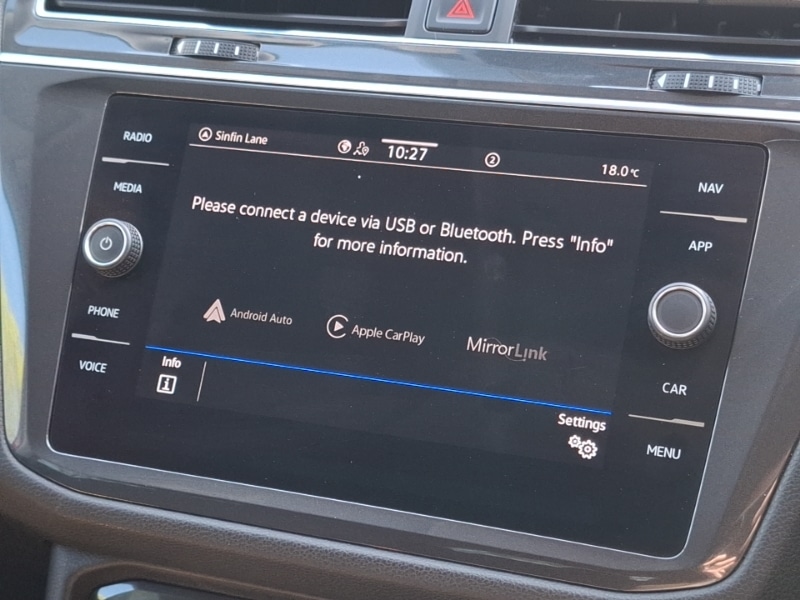 RADIO
MEDIA
PHONE
VOICE
Sinfin Lane 10:27 2 18.0°C
Please connect a device via USB or Bluetooth. Press "Info"
for more information.
Android Auto Apple CarPlay MirrorLink
Info
Settings
NAV
APP
CAR
MENU